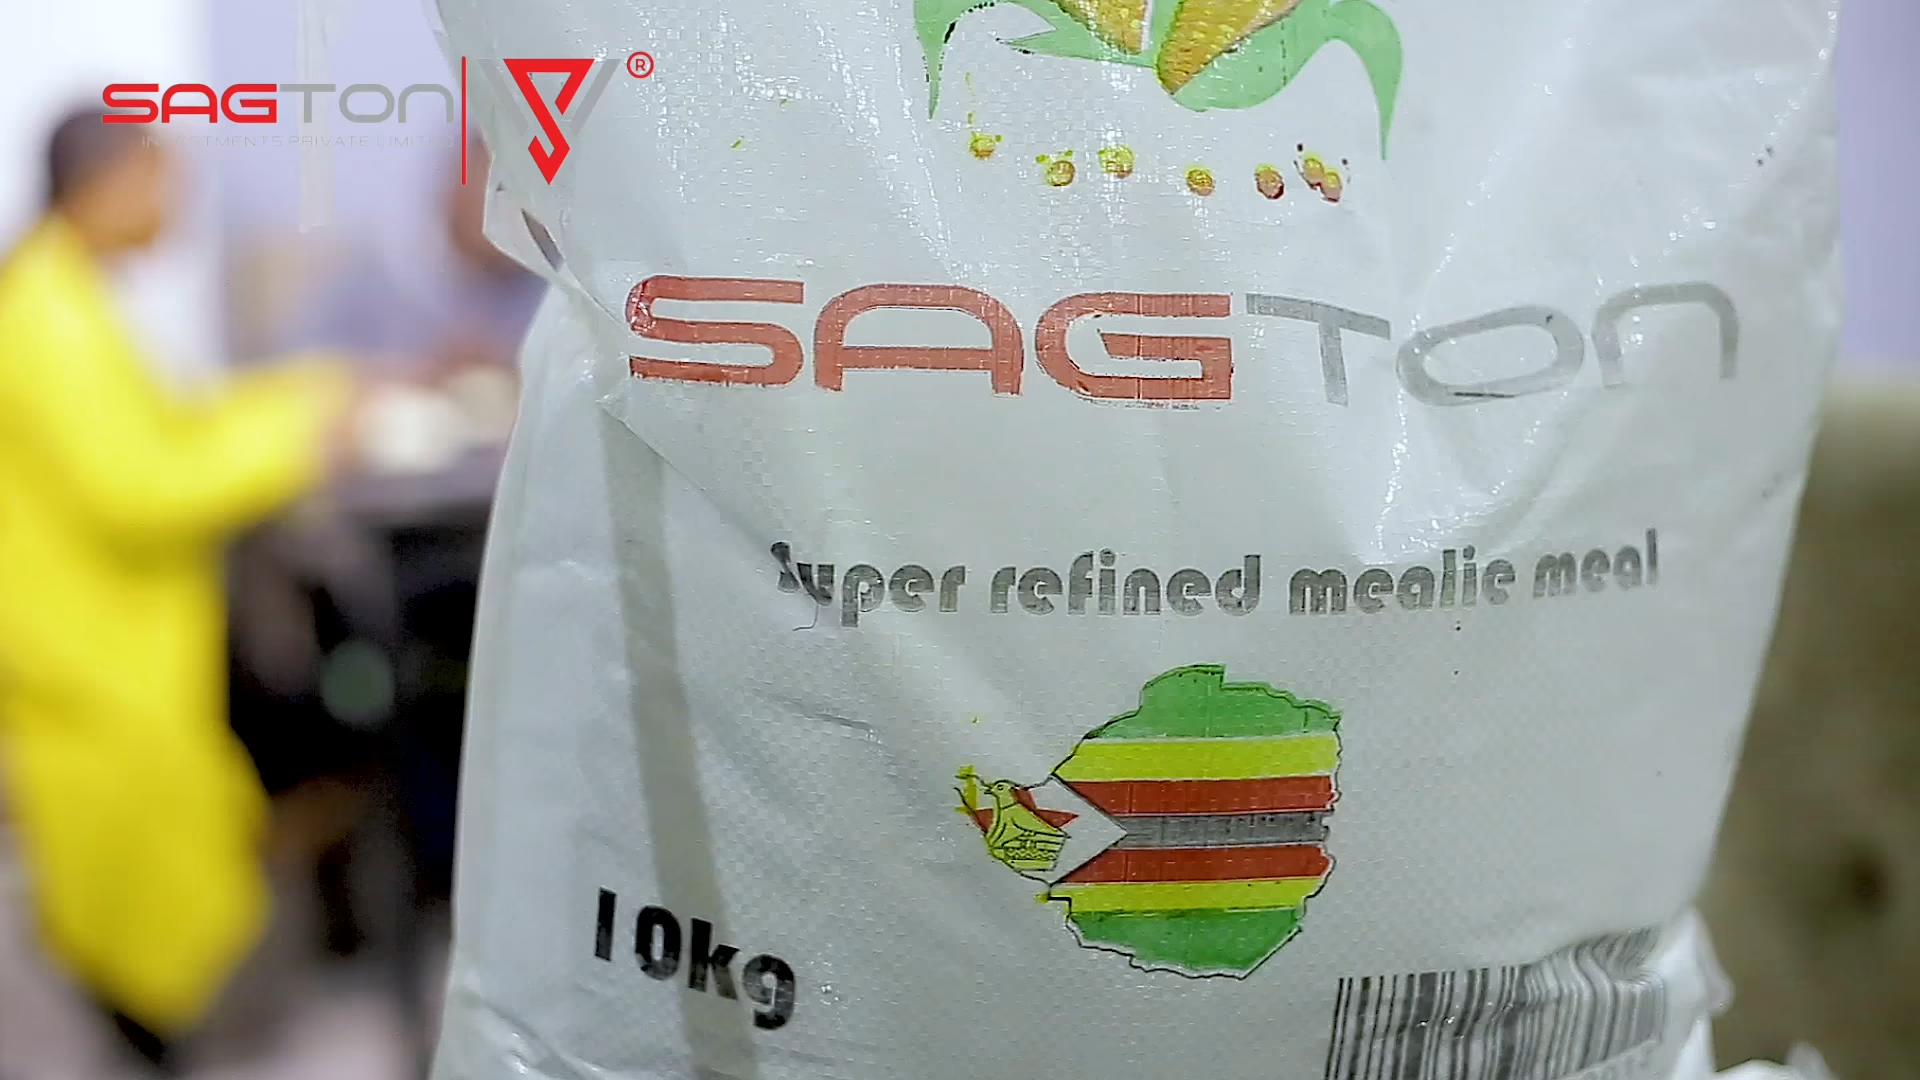 SAGTON
INVESTMENTS PRIVATE LIMITED
®
SAGTON
Super refined mealie meal
10kg